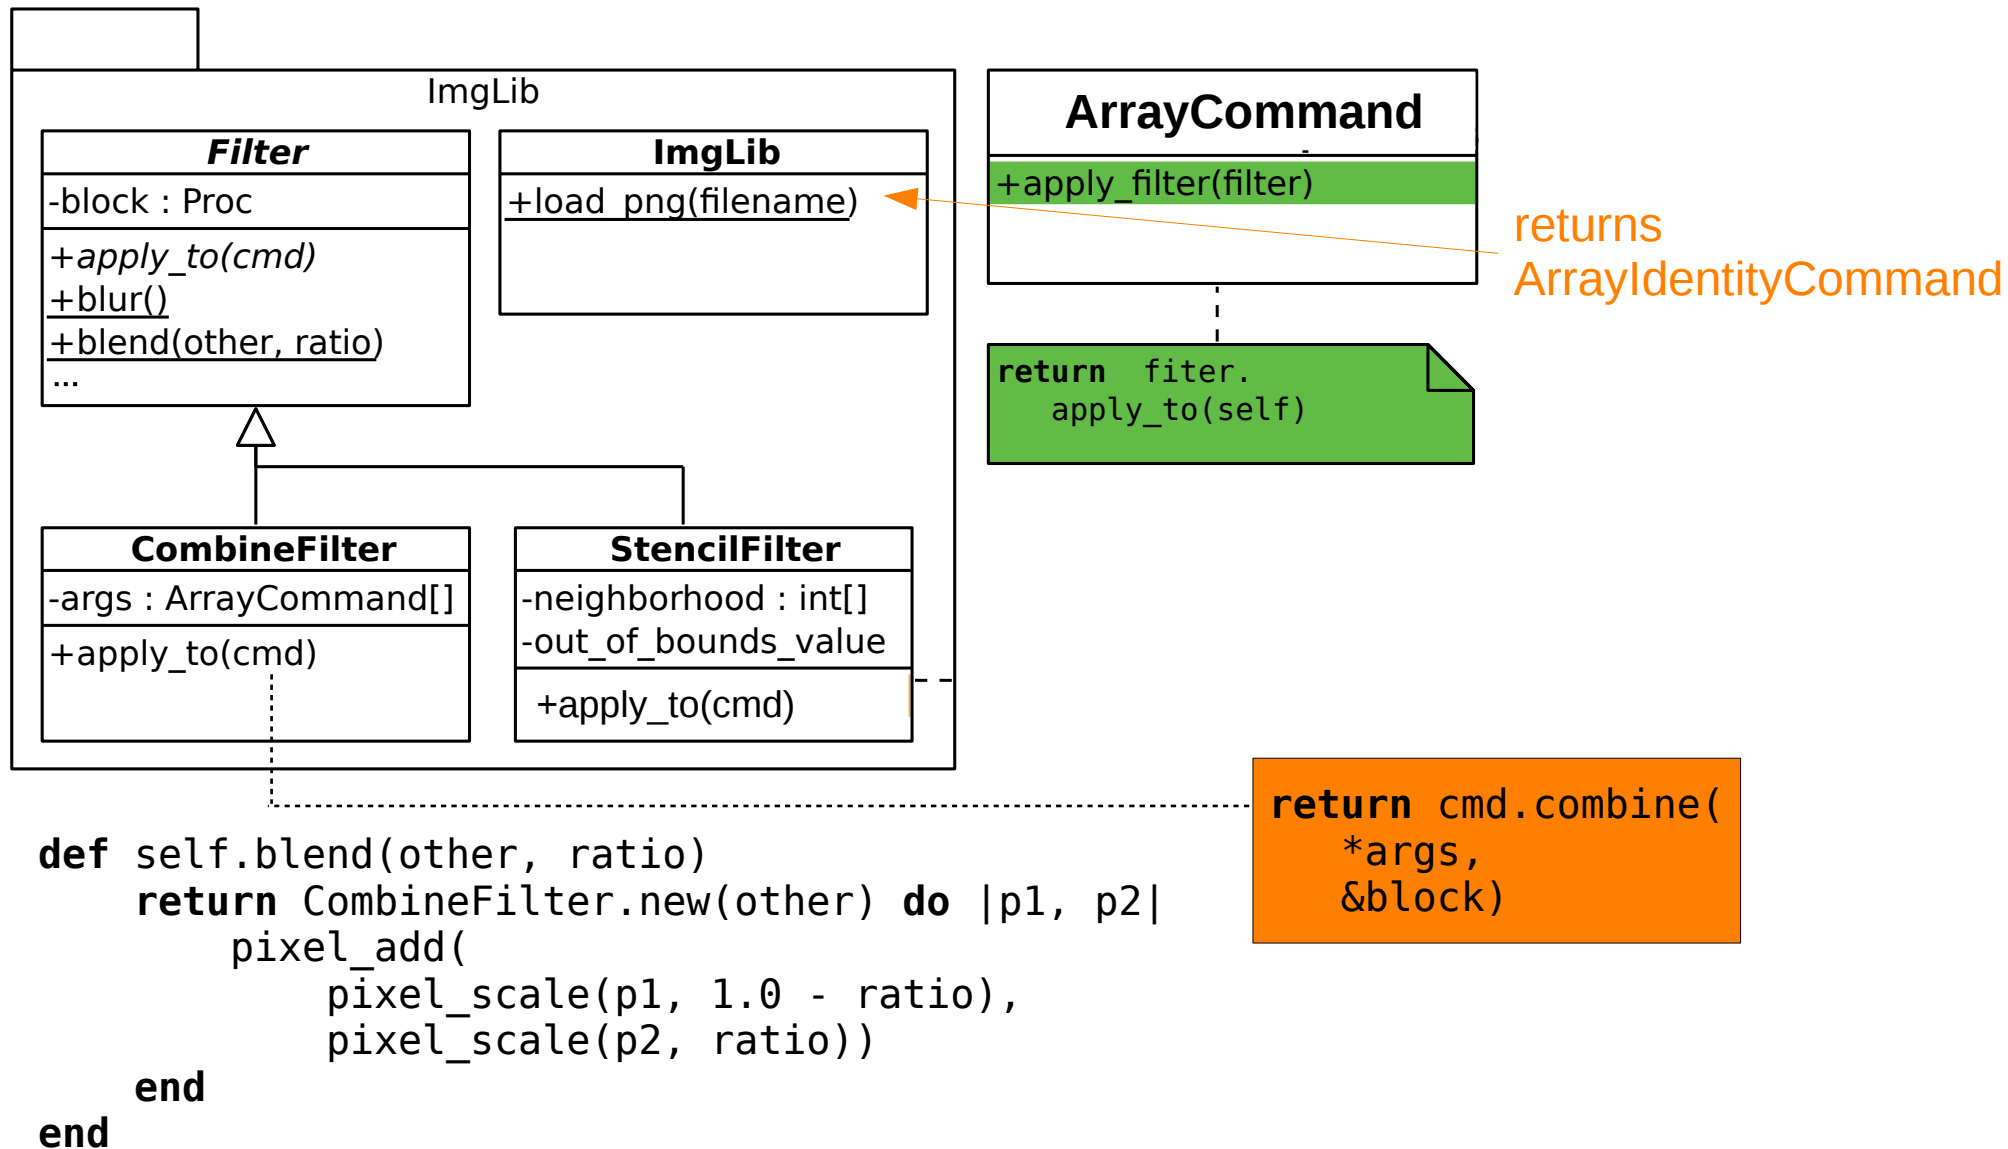 ImgLib
Filter
-block : Proc
+apply_to(cmd)
+blur()
+blend(other, ratio)
...
ImgLib
+load_png(filename)
ArrayCommand
+apply_filter(filter)
returns
ArrayIdentityCommand
return fiter.
apply_to(self)
CombineFilter
-args : ArrayCommand[]
+apply_to(cmd)
StencilFilter
-neighborhood : int[]
-out_of_bounds_value
+apply_to(cmd)
return cmd.combine(
*args,
&block)
def self.blend(other, ratio)
return CombineFilter.new(other) do |p1, p2|
pixel_add(
pixel_scale(p1, 1.0 - ratio),
pixel_scale(p2, ratio))
end
end